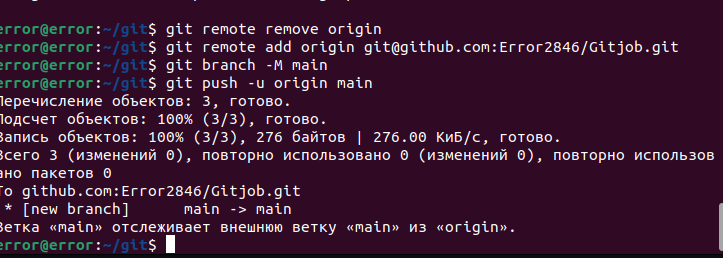 error@error:~/git$ git remote remove origin
error@error:~/git$ git remote add origin git@github.com:Error2846/Gitjob.git
error@error:~/git$ git branch -M main
error@error:~/git$ git push -u origin main
Перечисление объектов: 3, готово.
Подсчет объектов: 100% (3/3), готово.
Запись объектов: 100% (3/3), 276 байтов | 276.00 КиБ/с, готово.
Всего 3 (изменений 0), повторно использовано 0 (изменений 0), повторно использов
ано пакетов 0
To github.com:Error2846/Gitjob.git
* [new branch] main -> main
Ветка «main» отслеживает внешнюю ветку «main» из «origin».
error@error:~/git$